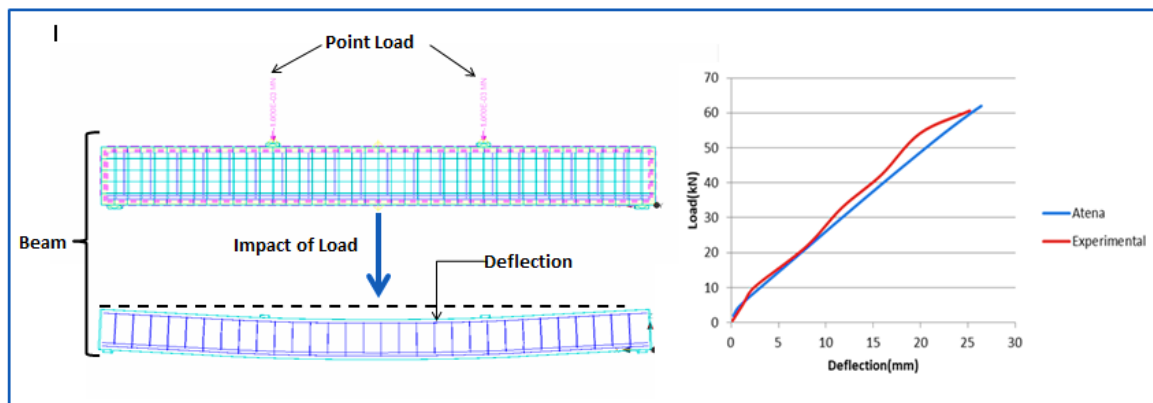 I
Point Load
Beam
Impact of Load
Deflection
70
60
50
40
30
20
10
0
Load(kN)
0 5 10 15 20 25 30
Deflection(mm)
Atena
Experimental